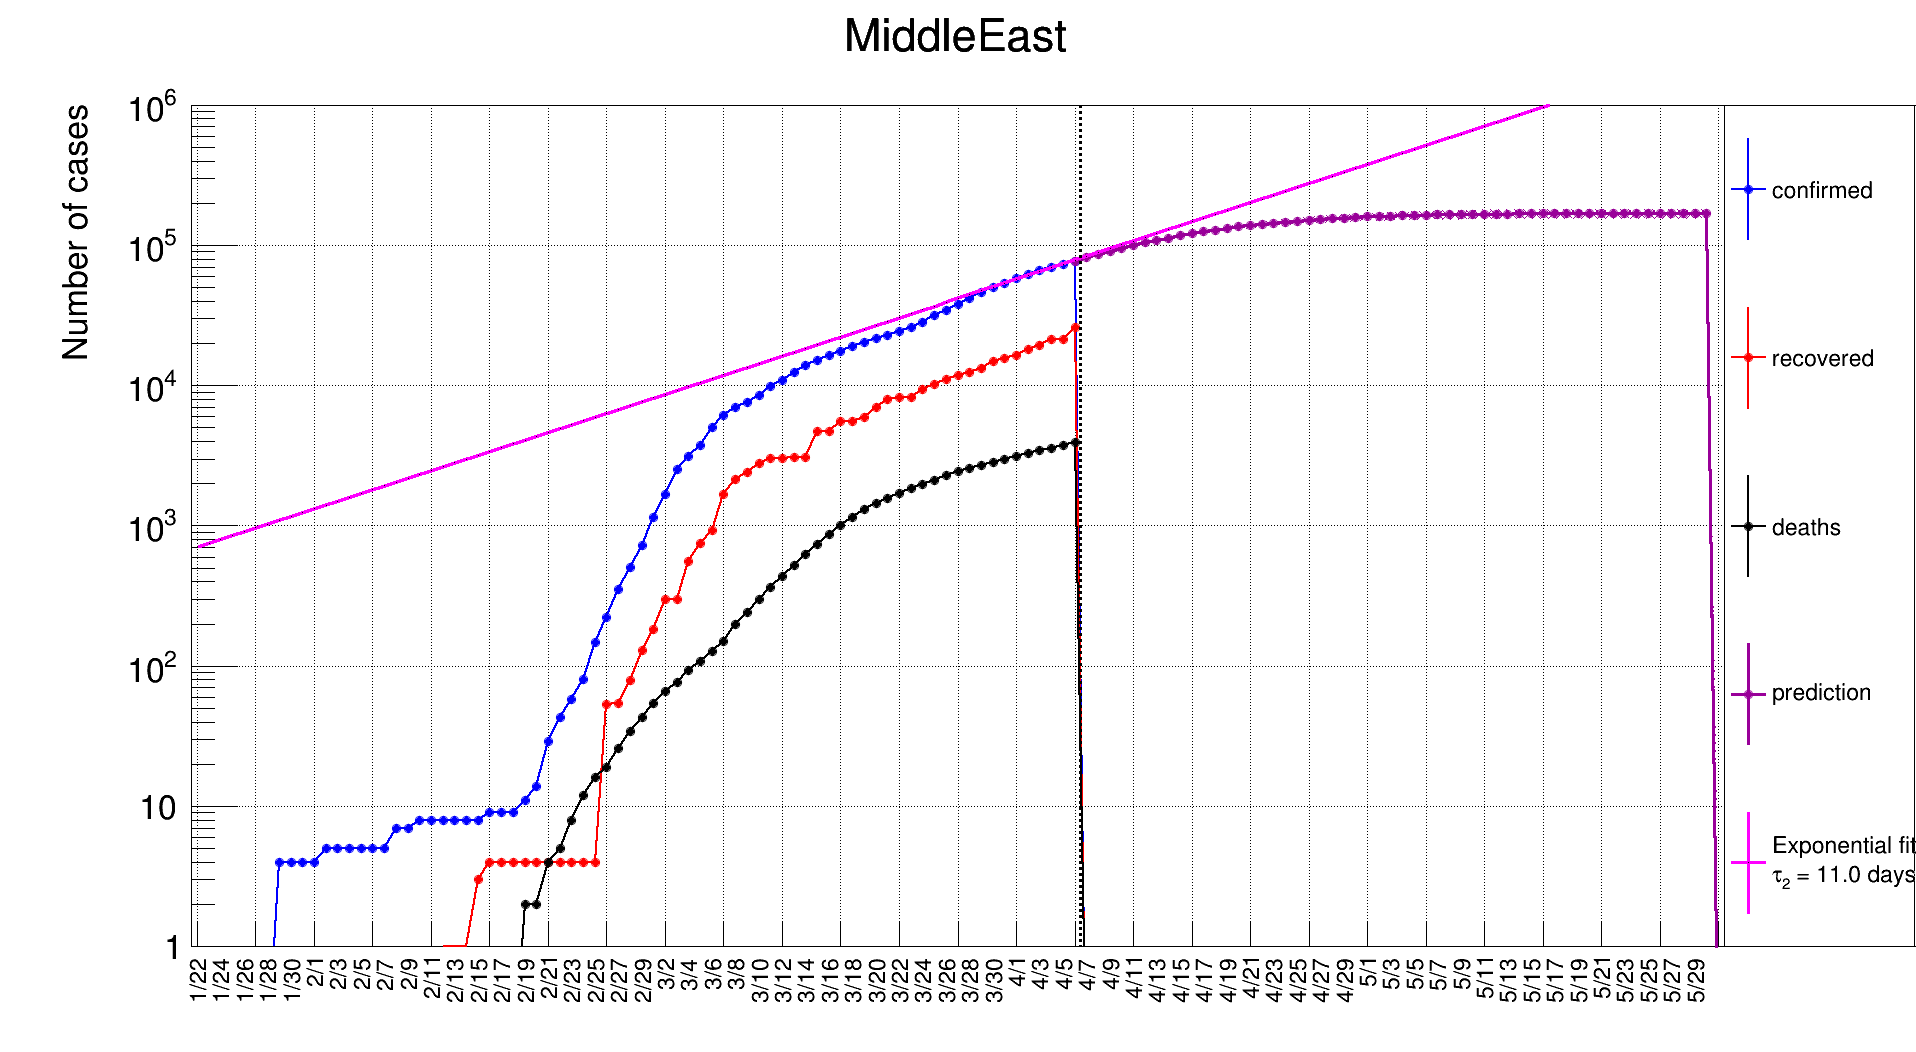 MiddleEast
Number of cases
10^6
10^5
10^4
10^3
10^2
10
1
1/22 1/24 1/26 1/28 1/30 2/1 2/3 2/5 2/7 2/9 2/11 2/13 2/15 2/17 2/19 2/21 2/23 2/25 2/27 2/29 3/2 3/4 3/6 3/8 3/10 3/12 3/14 3/16 3/18 3/20 3/22 3/24 3/26 3/28 3/30 4/1 4/3 4/5 4/7 4/9 4/11 4/13 4/15 4/17 4/19 4/21 4/23 4/25 4/27 4/29 5/1 5/3 5/5 5/7 5/9 5/11 5/13 5/15 5/17 5/19 5/21 5/23 5/25 5/27 5/29
confirmed
recovered
deaths
prediction
Exponential fit
τ₂ = 11.0 days